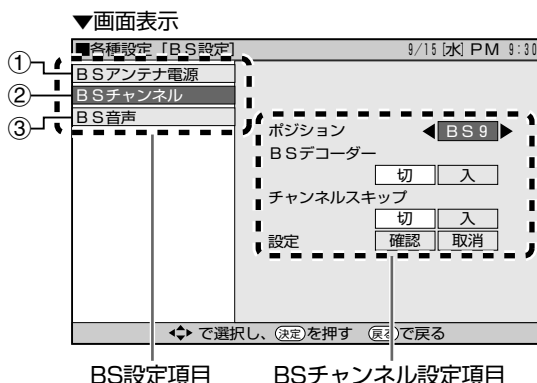 ▼画面表示
■各種設定［BS設定］ 9/15[水]PM 9:30
① BSアンテナ電源
② BSチャンネル
③ BS音声
ポジション ◀ BS9 ▶
BSデコーダー
切 入
チャンネルスキップ
切 入
設定 確認 取消
で選択し、決定を押す 戻るで戻る
BS設定項目 BSチャンネル設定項目